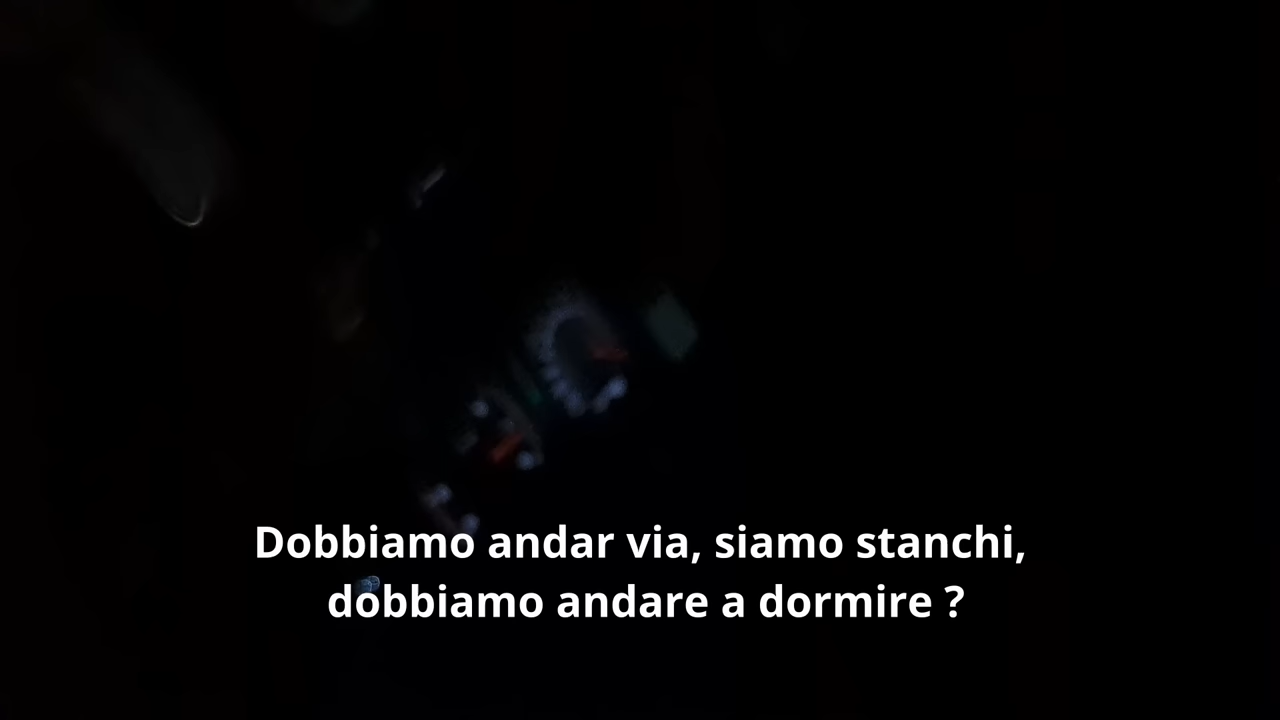 Dobbiamo andar via, siamo stanchi,
dobbiamo andare a dormire ?